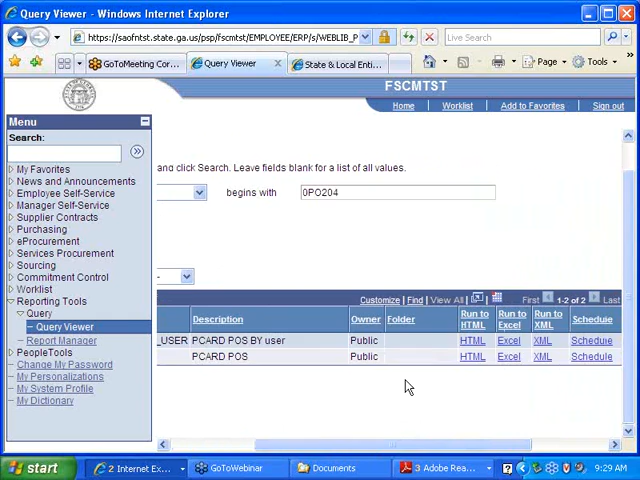 Query Viewer - Windows Internet Explorer
https://saofntst.state.ga.us/psp/fscmtst/EMPLOYEE/ERP/s/WEBLIB_P
Live Search
GoToMeeting Cor...
Query Viewer
State & Local Enti...
Page
Tools
FSCMTST
Home
Worklist
Add to Favorites
Sign out
Menu
Search:
My Favorites
News and Announcements
Employee Self-Service
Manager Self-Service
Supplier Contracts
Purchasing
eProcurement
Services Procurement
Sourcing
Commitment Control
Worklist
Reporting Tools
Query
Query Viewer
Report Manager
PeopleTools
Change My Password
My Personalizations
My System Profile
My Dictionary
and click Search. Leave fields blank for a list of all values.
begins with 0PO204
Customize | Find | View All | First 1-2 of 2 Last
Description Owner Folder Run to HTML Run to Excel Run to XML Schedule
_USER PCARD POS BY user Public HTML Excel XML Schedule
PCARD POS Public HTML Excel XML Schedule
start
2 Internet Ex...
GoToWebinar
Documents
3 Adobe Rea...
9:29 AM